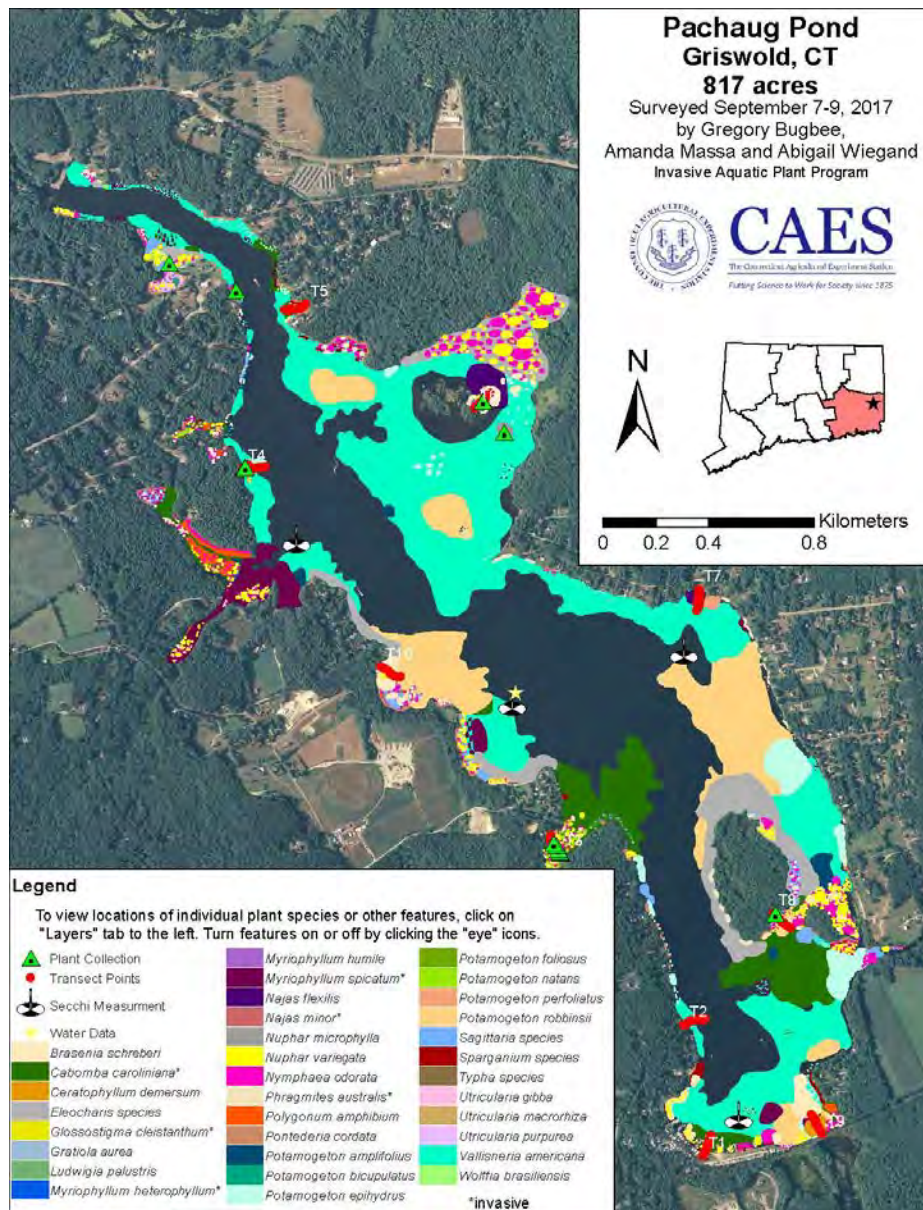 Pachaug Pond
Griswold, CT
817 acres
Surveyed September 7-9, 2017
by Gregory Bugbee,
Amanda Massa and Abigail Wiegand
Invasive Aquatic Plant Program
CAES
The Connecticut Agricultural Experiment Station
Putting Science to Work for Society since 1875
N
Kilometers
0 0.2 0.4 0.8
T5
T4
T7
T10
T8
T2
T1
Legend
To view locations of individual plant species or other features, click on
"Layers" tab to the left. Turn features on or off by clicking the "eye" icons.
Plant Collection
Transect Points
Secchi Measurment
Water Data
Brasenia schreberi
Cabomba caroliniana*
Ceratophyllum demersum
Eleocharis species
Glossostigma cleistanthum*
Gratiola aurea
Ludwigia palustris
Myriophyllum heterophyllum*
Myriophyllum humile
Myriophyllum spicatum*
Najas flexilis
Najas minor*
Nuphar microphylla
Nuphar variegata
Nymphaea odorata
Phragmites australis*
Polygonum amphibium
Pontederia cordata
Potamogeton amplifolius
Potamogeton bicupulatus
Potamogeton epihydrus
Potamogeton foliosus
Potamogeton natans
Potamogeton perfoliatus
Potamogeton robbinsii
Sagittaria species
Sparganium species
Typha species
Utricularia gibba
Utricularia macrorhiza
Utricularia purpurea
Vallisneria americana
Wolffia brasiliensis
*invasive